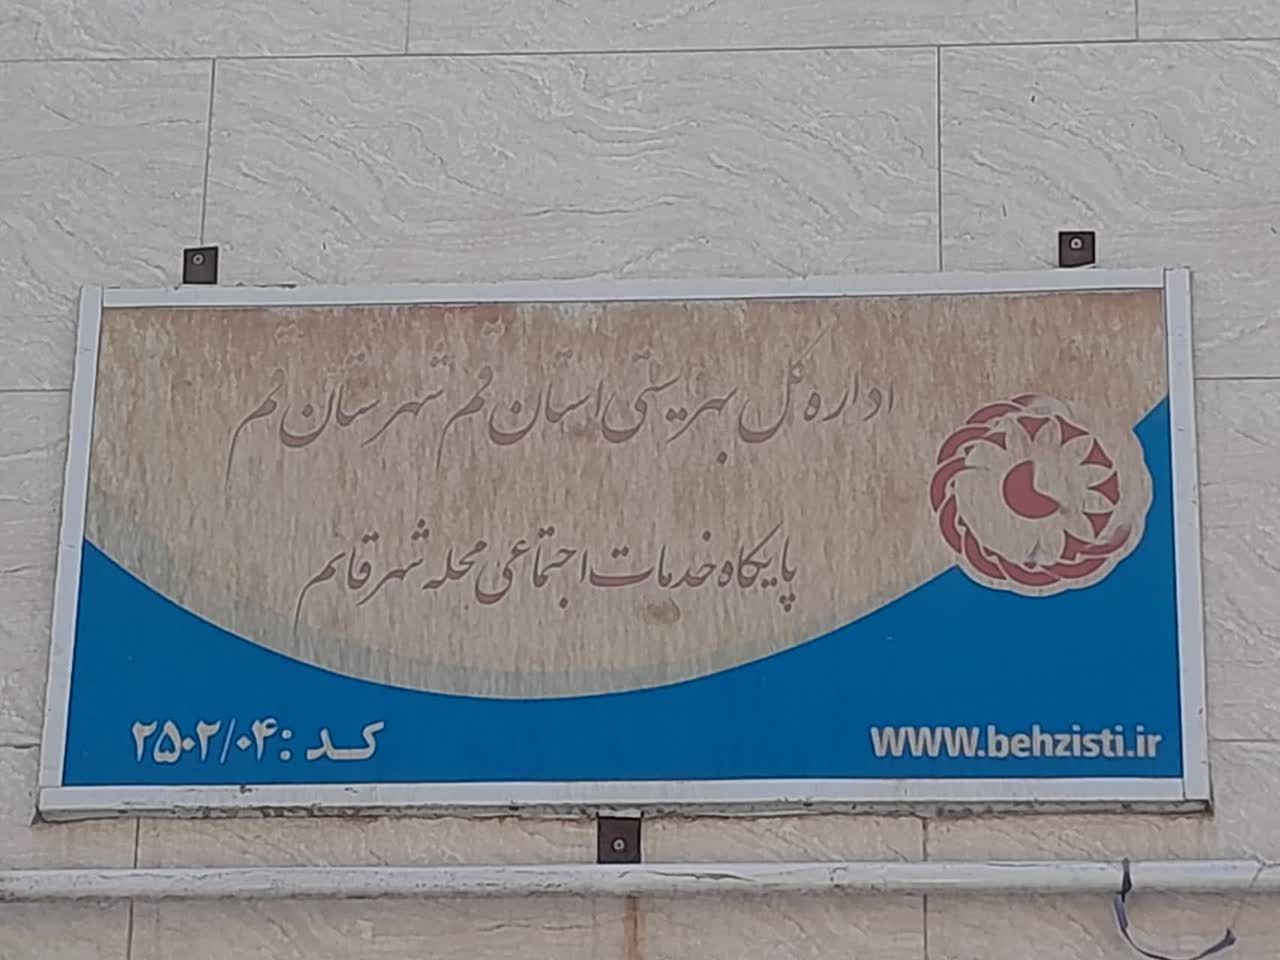 اداره کل بهزیستی استان قم شهرستان قم
پایگاه خدمات اجتماعی محله شهر قائم
کد: ۲۵۰۲/۰۴
www.behzisti.ir